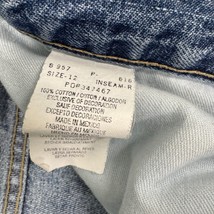 S 957 P- 616
SIZE-12 INSEAM-R
PDP347467
100% COTTON / COTON / ALGODON
EXCLUSIVE OF DECORATION
SAUF DECORATION
EXCEPTO DECORACIONES
MADE IN MEXICO
FABRIQUE AU MEXIQUE
HECHO EN MEXICO